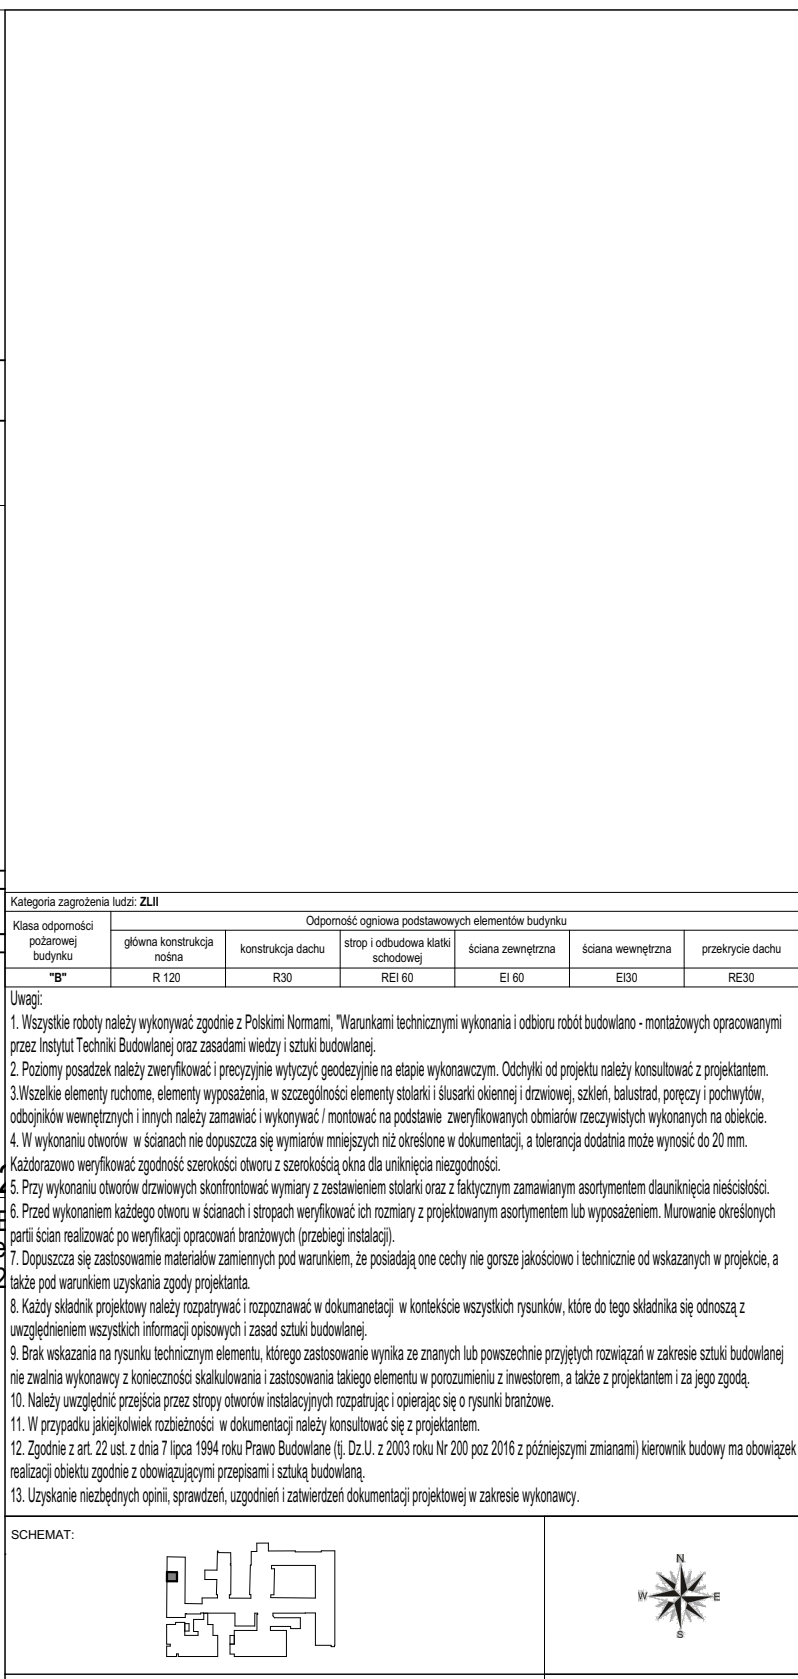 Kategoria zagrożenia ludzi: ZLII
Klasa odporności pożarowej budynku
Odporność ogniowa podstawowych elementów budynku
główna konstrukcja nośna
konstrukcja dachu
strop i odbudowa klatki schodowej
ściana zewnętrzna
ściana wewnętrzna
przekrycie dachu
"B" R 120 R30 REI 60 EI 60 EI30 RE30
Uwagi:
1. Wszystkie roboty należy wykonywać zgodnie z Polskimi Normami, "Warunkami technicznymi wykonania i odbioru robót budowlano - montażowych opracowanymi
przez Instytut Techniki Budowlanej oraz zasadami wiedzy i sztuki budowlanej.
2. Poziomy posadzek należy zweryfikować i precyzyjnie wytyczyć geodezyjnie na etapie wykonawczym. Odchyłki od projektu należy konsultować z projektantem.
3.Wszelkie elementy ruchome, elementy wyposażenia, w szczególności elementy stolarki i ślusarki okiennej i drzwiowej, szkleń, balustrad, poręczy i pochwytów,
odbojników wewnętrznych i innych należy zamawiać i wykonywać / montować na podstawie zweryfikowanych obmiarów rzeczywistych wykonanych na obiekcie.
4. W wykonaniu otworów w ścianach nie dopuszcza się wymiarów mniejszych niż określone w dokumentacji, a tolerancja dodatnia może wynosić do 20 mm.
Każdorazowo weryfikować zgodność szerokości otworu z szerokością okna dla uniknięcia niezgodności.
5. Przy wykonaniu otworów drzwiowych skonfrontować wymiary z zestawieniem stolarki oraz z faktycznym zamawianym asortymentem dlauniknięcia nieścisłości.
6. Przed wykonaniem każdego otworu w ścianach i stropach weryfikować ich rozmiary z projektowanym asortymentem lub wyposażeniem. Murowanie określonych
partii ścian realizować po weryfikacji opracowań branżowych (przebiegi instalacji).
7. Dopuszcza się zastosowanie materiałów zamiennych pod warunkiem, że posiadają one cechy nie gorsze jakościowo i technicznie od wskazanych w projekcie, a
także pod warunkiem uzyskania zgody projektanta.
8. Każdy składnik projektowy należy rozpatrywać i rozpoznawać w dokumanetacji w kontekście wszystkich rysunków, które do tego składnika się odnoszą z
uwzględnieniem wszystkich informacji opisowych i zasad sztuki budowlanej.
9. Brak wskazania na rysunku technicznym elementu, którego zastosowanie wynika ze znanych lub powszechnie przyjętych rozwiązań w zakresie sztuki budowlanej
nie zwalnia wykonawcy z konieczności skalkulowania i zastosowania takiego elementu w porozumieniu z inwestorem, a także z projektantem i za jego zgodą.
10. Należy uwzględnić przejścia przez stropy otworów instalacyjnych rozpatrując i opierając się o rysunki branżowe.
11. W przypadku jakiejkolwiek rozbieżności w dokumentacji należy konsultować się z projektantem.
12. Zgodnie z art. 22 ust. z dnia 7 lipca 1994 roku Prawo Budowlane (tj. Dz.U. z 2003 roku Nr 200 poz 2016 z późniejszymi zmianami) kierownik budowy ma obowiązek
realizacji obiektu zgodnie z obowiązującymi przepisami i sztuką budowlaną.
13. Uzyskanie niezbędnych opinii, sprawdzeń, uzgodnień i zatwierdzeń dokumentacji projektowej w zakresie wykonawcy.
SCHEMAT:
N
W E
S